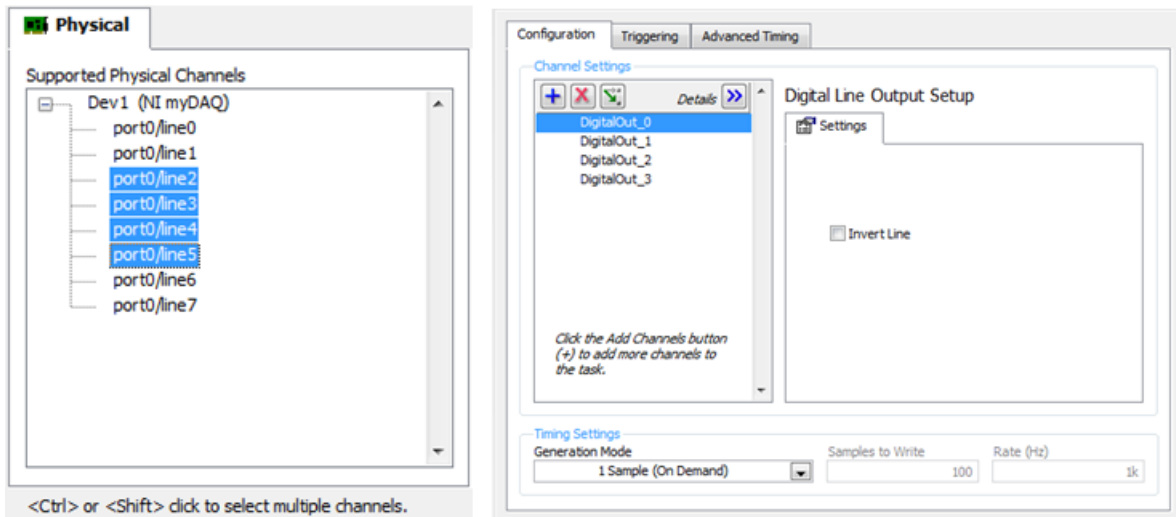 Physical
Supported Physical Channels
Dev1 (NI myDAQ)
port0/line0
port0/line1
port0/line2
port0/line3
port0/line4
port0/line5
port0/line6
port0/line7
<Ctrl> or <Shift> click to select multiple channels.
Configuration Triggering Advanced Timing
Channel Settings
Details
DigitalOut_0
DigitalOut_1
DigitalOut_2
DigitalOut_3
Click the Add Channels button
(+) to add more channels to
the task.
Digital Line Output Setup
Settings
Invert Line
Timing Settings
Generation Mode Samples to Write Rate (Hz)
1 Sample (On Demand) 100 1k